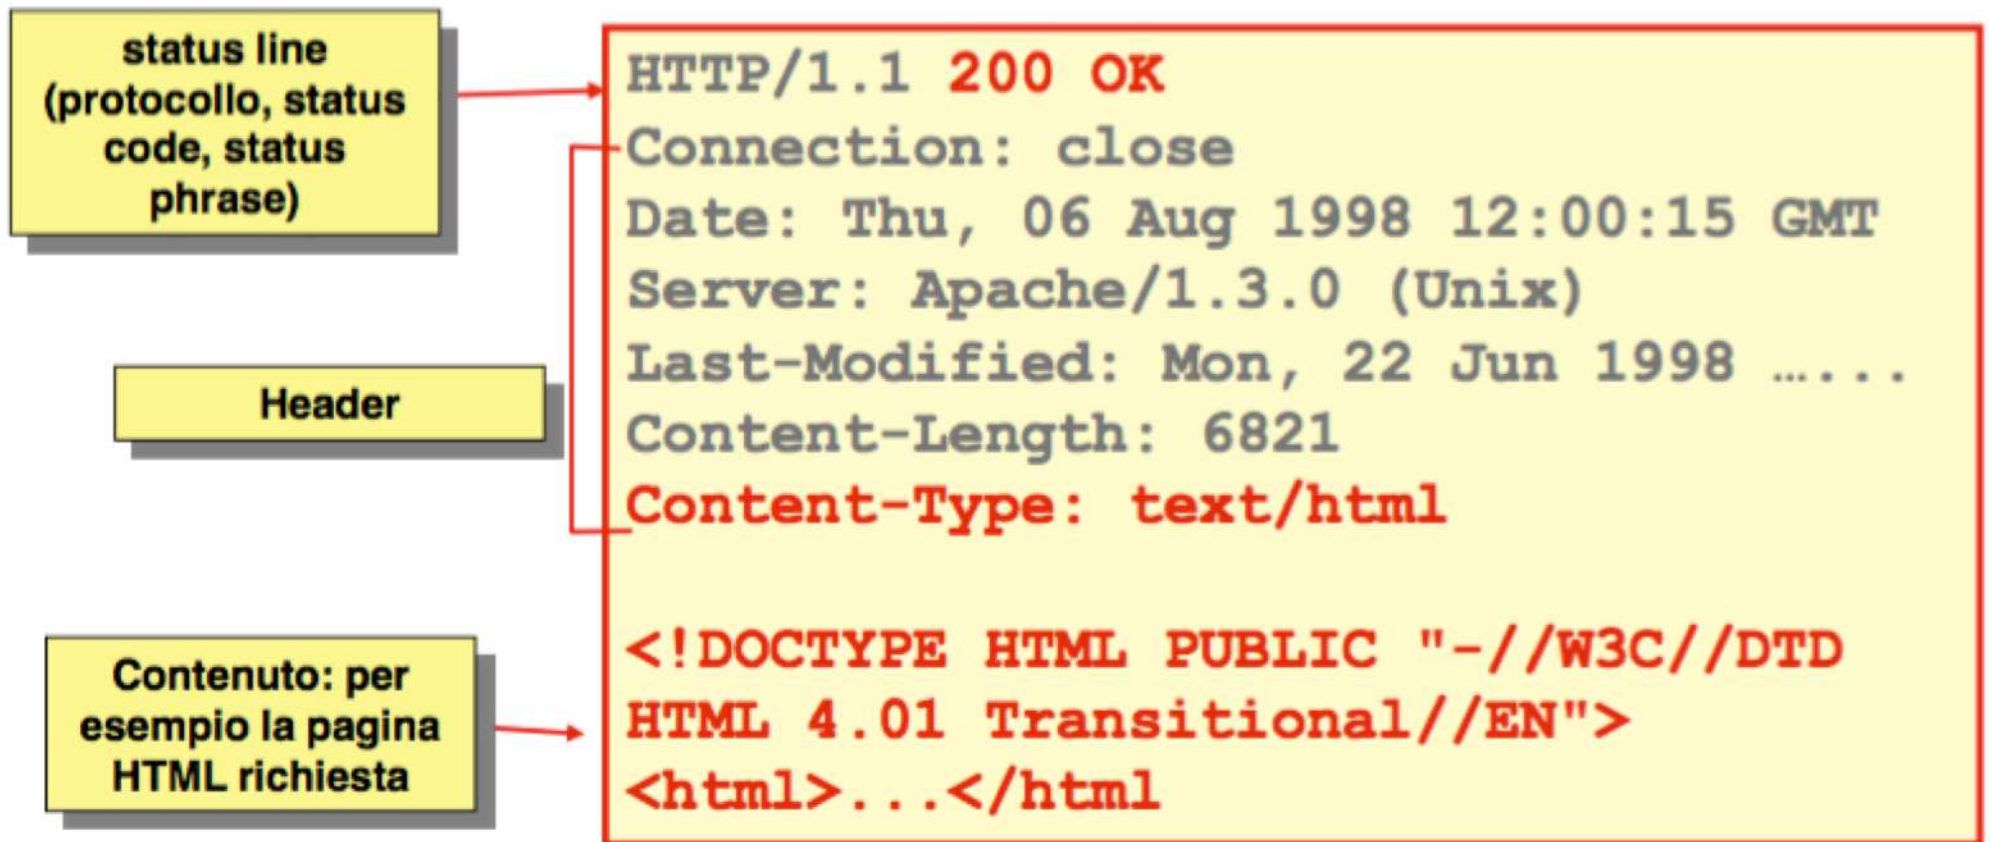 status line
(protocollo, status
code, status
phrase)
HTTP/1.1 200 OK
Connection: close
Date: Thu, 06 Aug 1998 12:00:15 GMT
Server: Apache/1.3.0 (Unix)
Last-Modified: Mon, 22 Jun 1998 …...
Content-Length: 6821
Content-Type: text/html
Header
Contenuto: per
esempio la pagina
HTML richiesta
<!DOCTYPE HTML PUBLIC "-//W3C//DTD
HTML 4.01 Transitional//EN">
<html>...</html